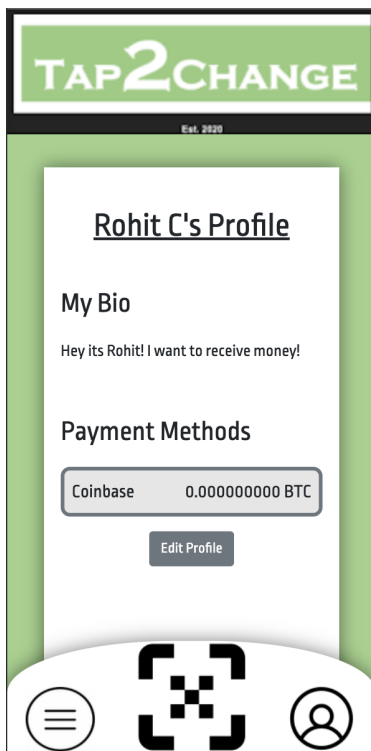 TAP2CHANGE
Est. 2020
Rohit C's Profile
My Bio
Hey its Rohit! I want to receive money!
Payment Methods
Coinbase 0.000000000 BTC
Edit Profile